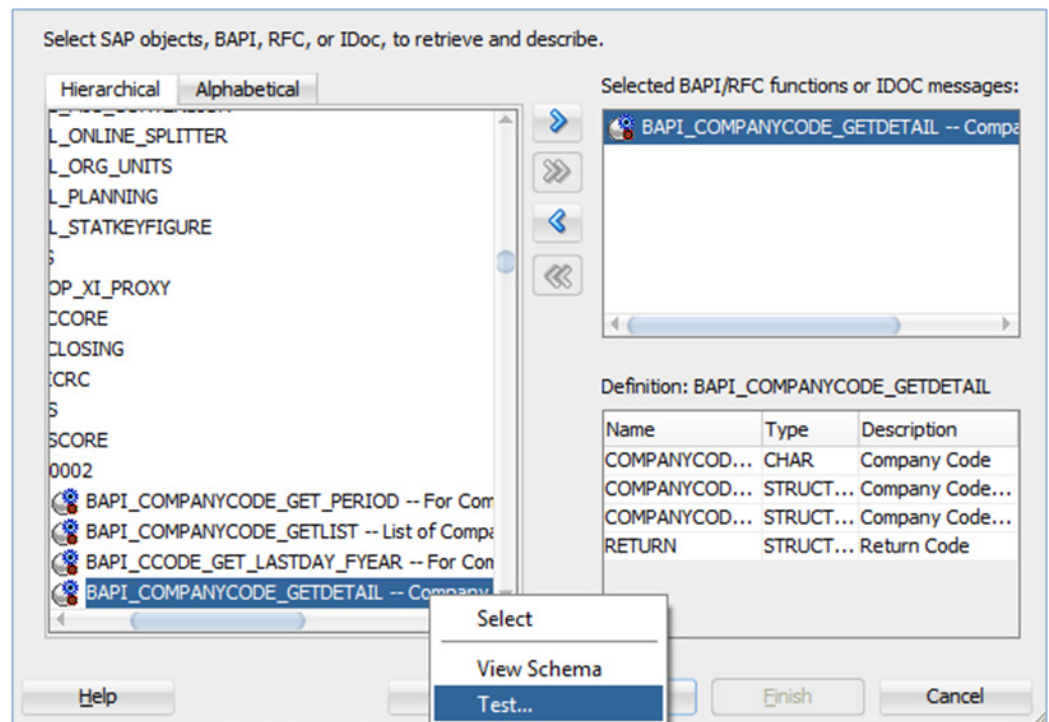 Select SAP objects, BAPI, RFC, or IDoc, to retrieve and describe.
Hierarchical Alphabetical
L_ONLINE_SPLITTER
L_ORG_UNITS
L_PLANNING
L_STATKEYFIGURE
S
OP_XI_PROXY
CCORE
CLOSING
CRC
S
SCORE
0002
BAPI_COMPANYCODE_GET_PERIOD -- For Com
BAPI_COMPANYCODE_GETLIST -- List of Compa
BAPI_CCODE_GET_LASTDAY_FYEAR -- For Com
BAPI_COMPANYCODE_GETDETAIL -- Company
Select
View Schema
Test...
Selected BAPI/RFC functions or IDOC messages:
BAPI_COMPANYCODE_GETDETAIL -- Compa
Definition: BAPI_COMPANYCODE_GETDETAIL
Name Type Description
COMPANYCOD... CHAR Company Code
COMPANYCOD... STRUCT... Company Code...
COMPANYCOD... STRUCT... Company Code...
RETURN STRUCT... Return Code
Help Finish Cancel